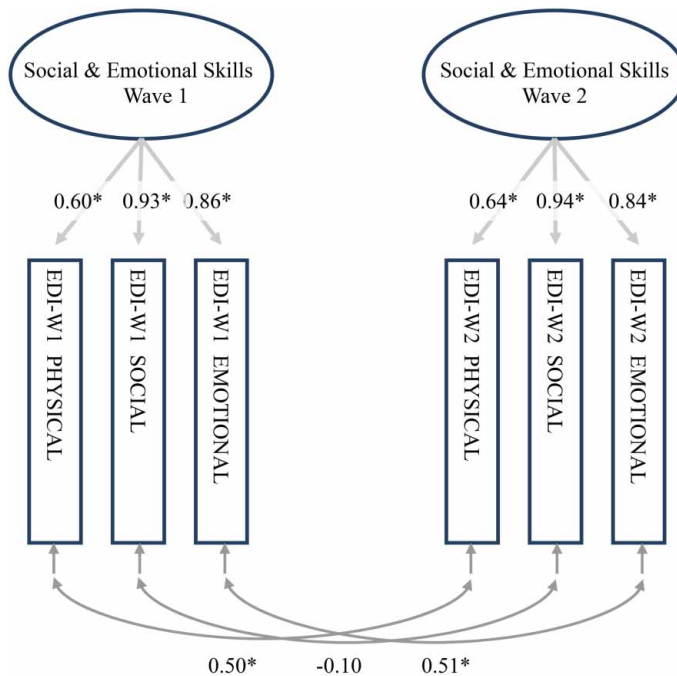 Social & Emotional Skills
Wave 1
Social & Emotional Skills
Wave 2
0.60* 0.93* 0.86*
0.64* 0.94* 0.84*
EDI-W1 PHYSICAL
EDI-W1 SOCIAL
EDI-W1 EMOTIONAL
EDI-W2 PHYSICAL
EDI-W2 SOCIAL
EDI-W2 EMOTIONAL
0.50* -0.10 0.51*